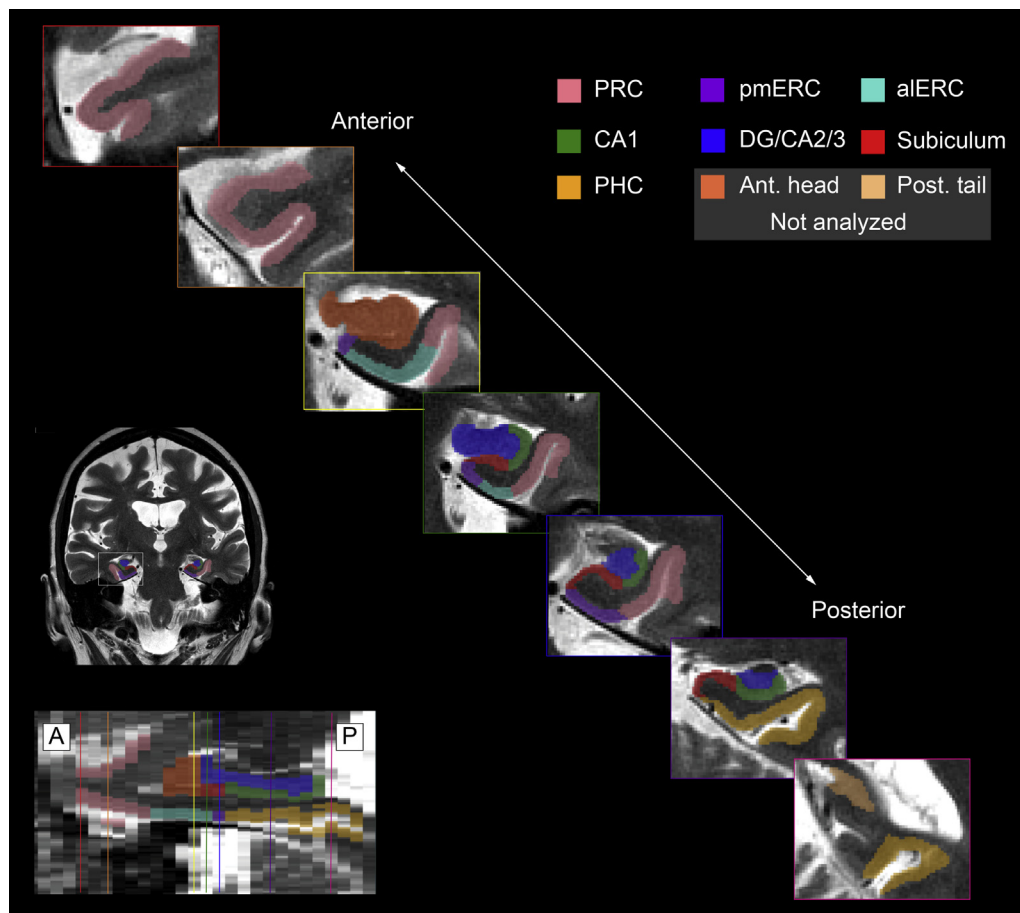 Anterior
PRC
pmERC
alERC
CA1
DG/CA2/3
Subiculum
PHC
Ant. head
Post. tail
Not analyzed
Posterior
A
P